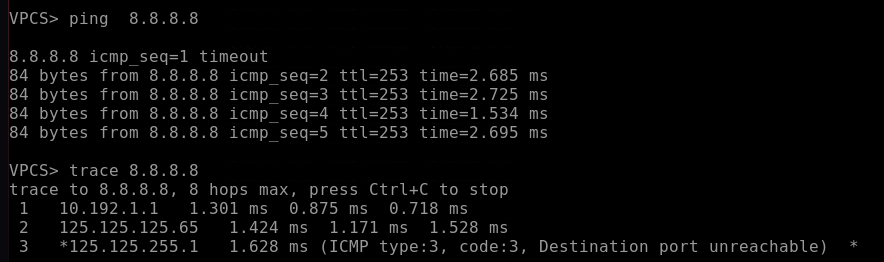 VPCS> ping  8.8.8.8
8.8.8.8 icmp_seq=1 timeout
84 bytes from 8.8.8.8 icmp_seq=2 ttl=253 time=2.685 ms
84 bytes from 8.8.8.8 icmp_seq=3 ttl=253 time=2.725 ms
84 bytes from 8.8.8.8 icmp_seq=4 ttl=253 time=1.534 ms
84 bytes from 8.8.8.8 icmp_seq=5 ttl=253 time=2.695 ms
VPCS> trace 8.8.8.8
trace to 8.8.8.8, 8 hops max, press Ctrl+C to stop
 1   10.192.1.1   1.301 ms  0.875 ms  0.718 ms
 2   125.125.125.65   1.424 ms  1.171 ms  1.528 ms
 3   *125.125.255.1   1.628 ms (ICMP type:3, code:3, Destination port unreachable)  *